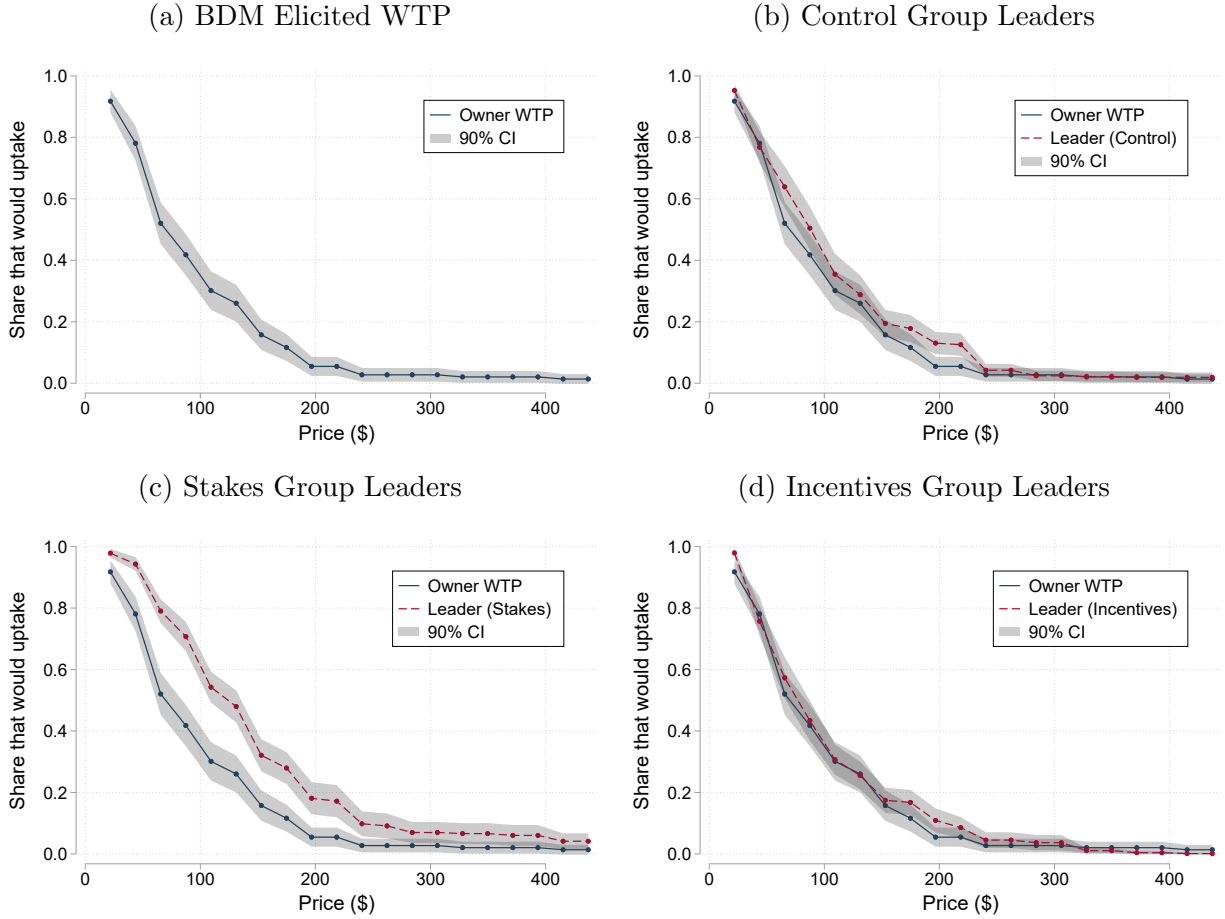 (a) BDM Elicited WTP
Share that would uptake
1.0
0.8
0.6
0.4
0.2
0.0
Owner WTP
90% CI
0 100 200 300 400
Price ($)
(b) Control Group Leaders
Share that would uptake
1.0
0.8
0.6
0.4
0.2
0.0
Owner WTP
Leader (Control)
90% CI
0 100 200 300 400
Price ($)
(c) Stakes Group Leaders
Share that would uptake
1.0
0.8
0.6
0.4
0.2
0.0
Owner WTP
Leader (Stakes)
90% CI
0 100 200 300 400
Price ($)
(d) Incentives Group Leaders
Share that would uptake
1.0
0.8
0.6
0.4
0.2
0.0
Owner WTP
Leader (Incentives)
90% CI
0 100 200 300 400
Price ($)